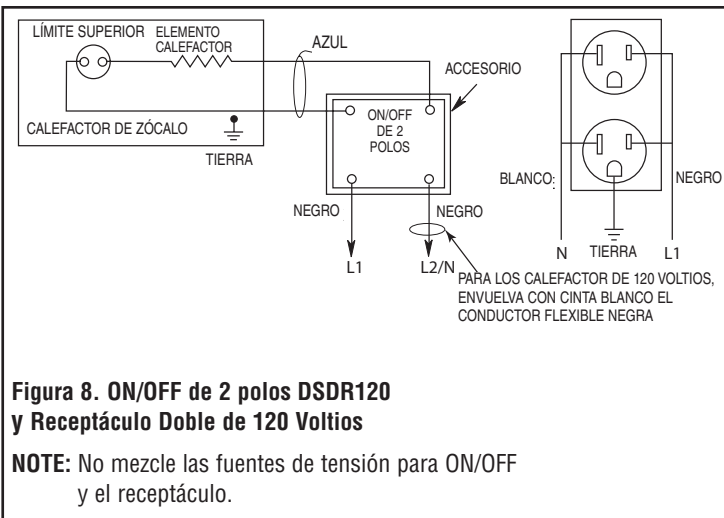 LÍMITE SUPERIOR
ELEMENTO
CALEFACTOR
AZUL
ACCESORIO
ON/OFF
DE 2
POLOS
CALEFACTOR DE ZÓCALO
TIERRA
NEGRO
NEGRO
L1
L2/N
BLANCO:
NEGRO
N
TIERRA
L1
PARA LOS CALEFACTOR DE 120 VOLTIOS,
ENVUELVA CON CINTA BLANCO EL
CONDUCTOR FLEXIBLE NEGRA
Figura 8. ON/OFF de 2 polos DSDR120
y Receptáculo Doble de 120 Voltios
NOTE: No mezcle las fuentes de tensión para ON/OFF
y el receptáculo.